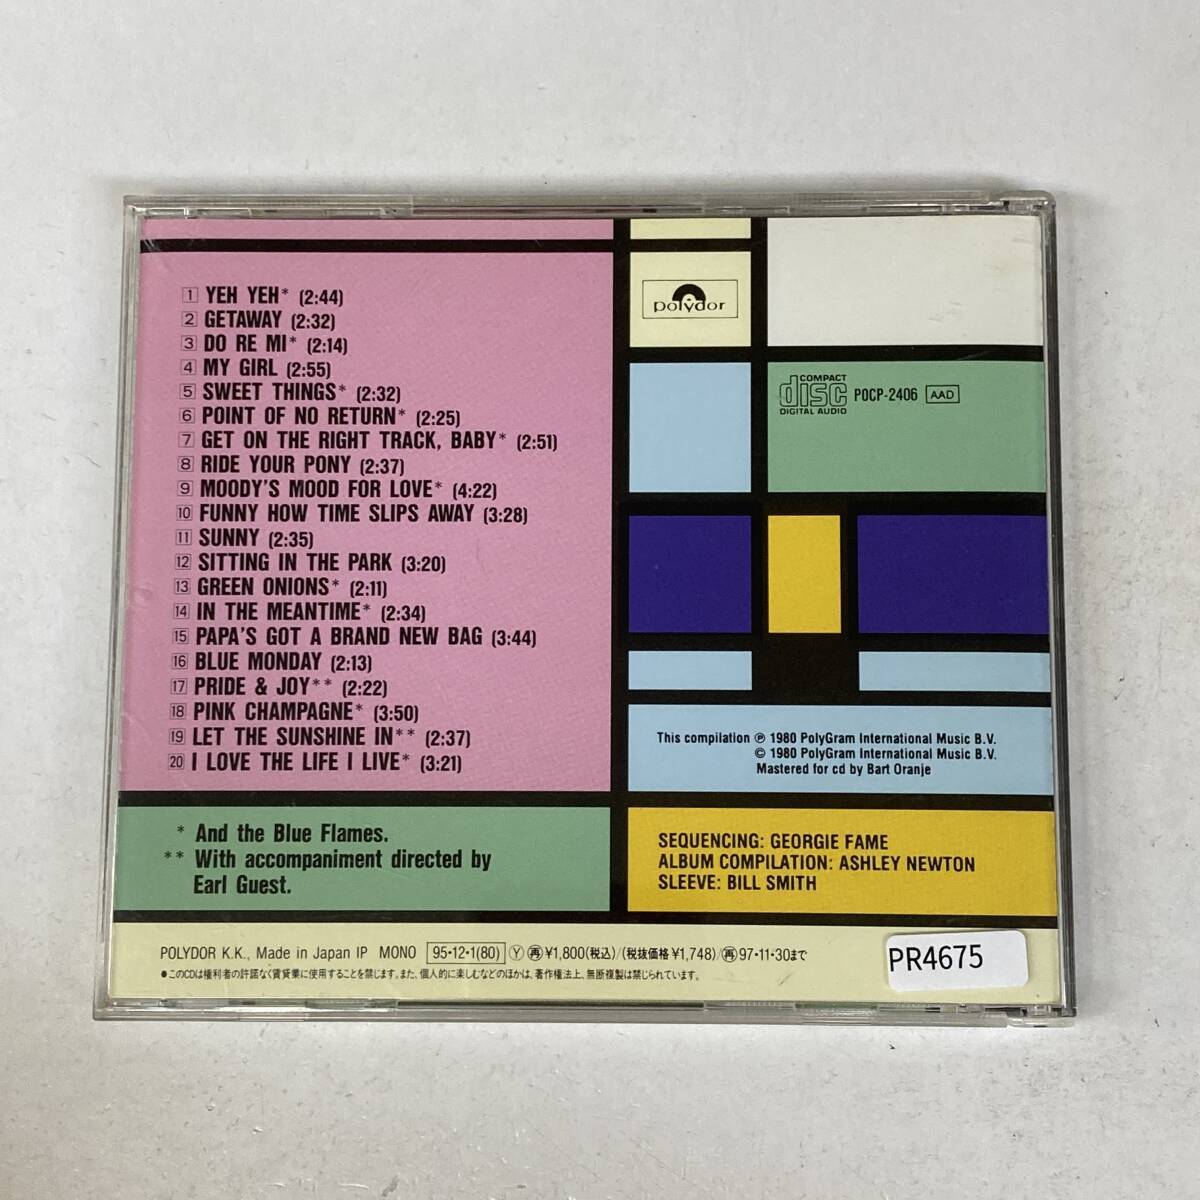 1 YEH YEH* (2:44)
2 GETAWAY (2:32)
3 DO RE MI* (2:14)
4 MY GIRL (2:55)
5 SWEET THINGS* (2:32)
6 POINT OF NO RETURN* (2:25)
7 GET ON THE RIGHT TRACK, BABY* (2:51)
8 RIDE YOUR PONY (2:37)
9 MOODY'S MOOD FOR LOVE* (4:22)
10 FUNNY HOW TIME SLIPS AWAY (3:28)
11 SUNNY (2:35)
12 SITTING IN THE PARK (3:20)
13 GREEN ONIONS* (2:11)
14 IN THE MEANTIME* (2:34)
15 PAPA'S GOT A BRAND NEW BAG (3:44)
16 BLUE MONDAY (2:13)
17 PRIDE & JOY** (2:22)
18 PINK CHAMPAGNE* (3:50)
19 LET THE SUNSHINE IN** (2:37)
20 I LOVE THE LIFE I LIVE* (3:21)
* And the Blue Flames.
** With accompaniment directed by
Earl Guest.
polydor
COMPACT
disc
DIGITAL AUDIO
POCP-2406 AAD
This compilation ℗ 1980 PolyGram International Music B.V.
© 1980 PolyGram International Music B.V.
Mastered for cd by Bart Oranje
SEQUENCING: GEORGIE FAME
ALBUM COMPILATION: ASHLEY NEWTON
SLEEVE: BILL SMITH
POLYDOR K.K., Made in Japan IP MONO 95・12・1(80) Ⓨ 再 ¥1,800(税込)/(税抜価格¥1,748)/再97・11・30まで
●このCDは権利者の許諾なく賃貸業に使用することを禁じます。また、個人的に楽しむなどのほかは、著作権法上、無断複製は禁じられています。
PR4675